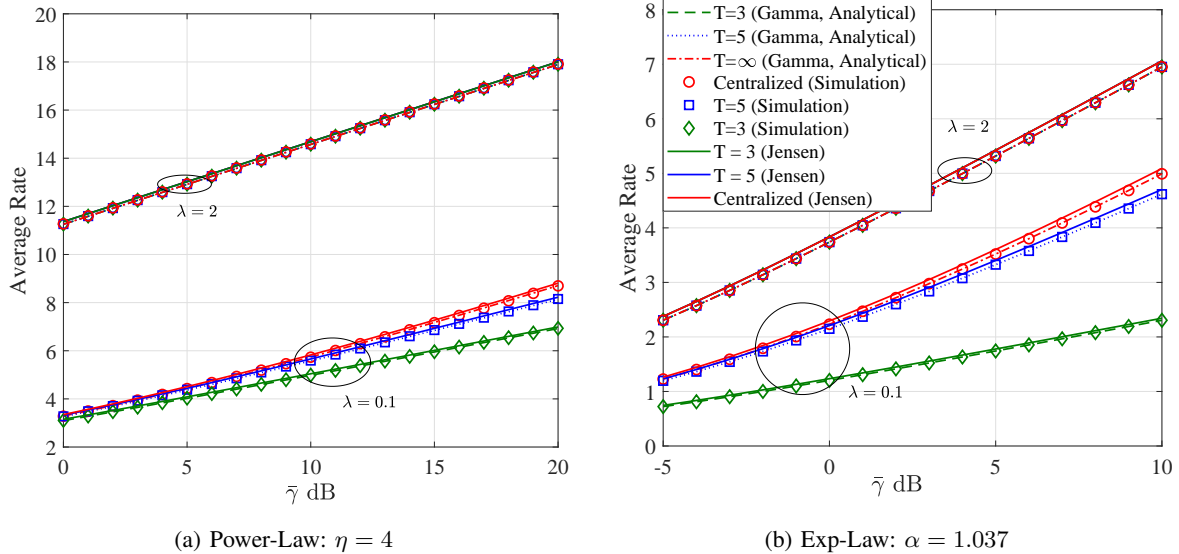 20
18
16
14
12
10
8
6
4
2
0
5
10
15
20
Average Rate
γ̄ dB
λ = 2
λ = 0.1
(a) Power-Law: η = 4
8
7
6
5
4
3
2
1
0
-5
0
5
10
Average Rate
γ̄ dB
T=3 (Gamma, Analytical)
T=5 (Gamma, Analytical)
T=∞ (Gamma, Analytical)
Centralized (Simulation)
T=5 (Simulation)
T=3 (Simulation)
T = 3 (Jensen)
T = 5 (Jensen)
Centralized (Jensen)
λ = 2
λ = 0.1
(b) Exp-Law: α = 1.037